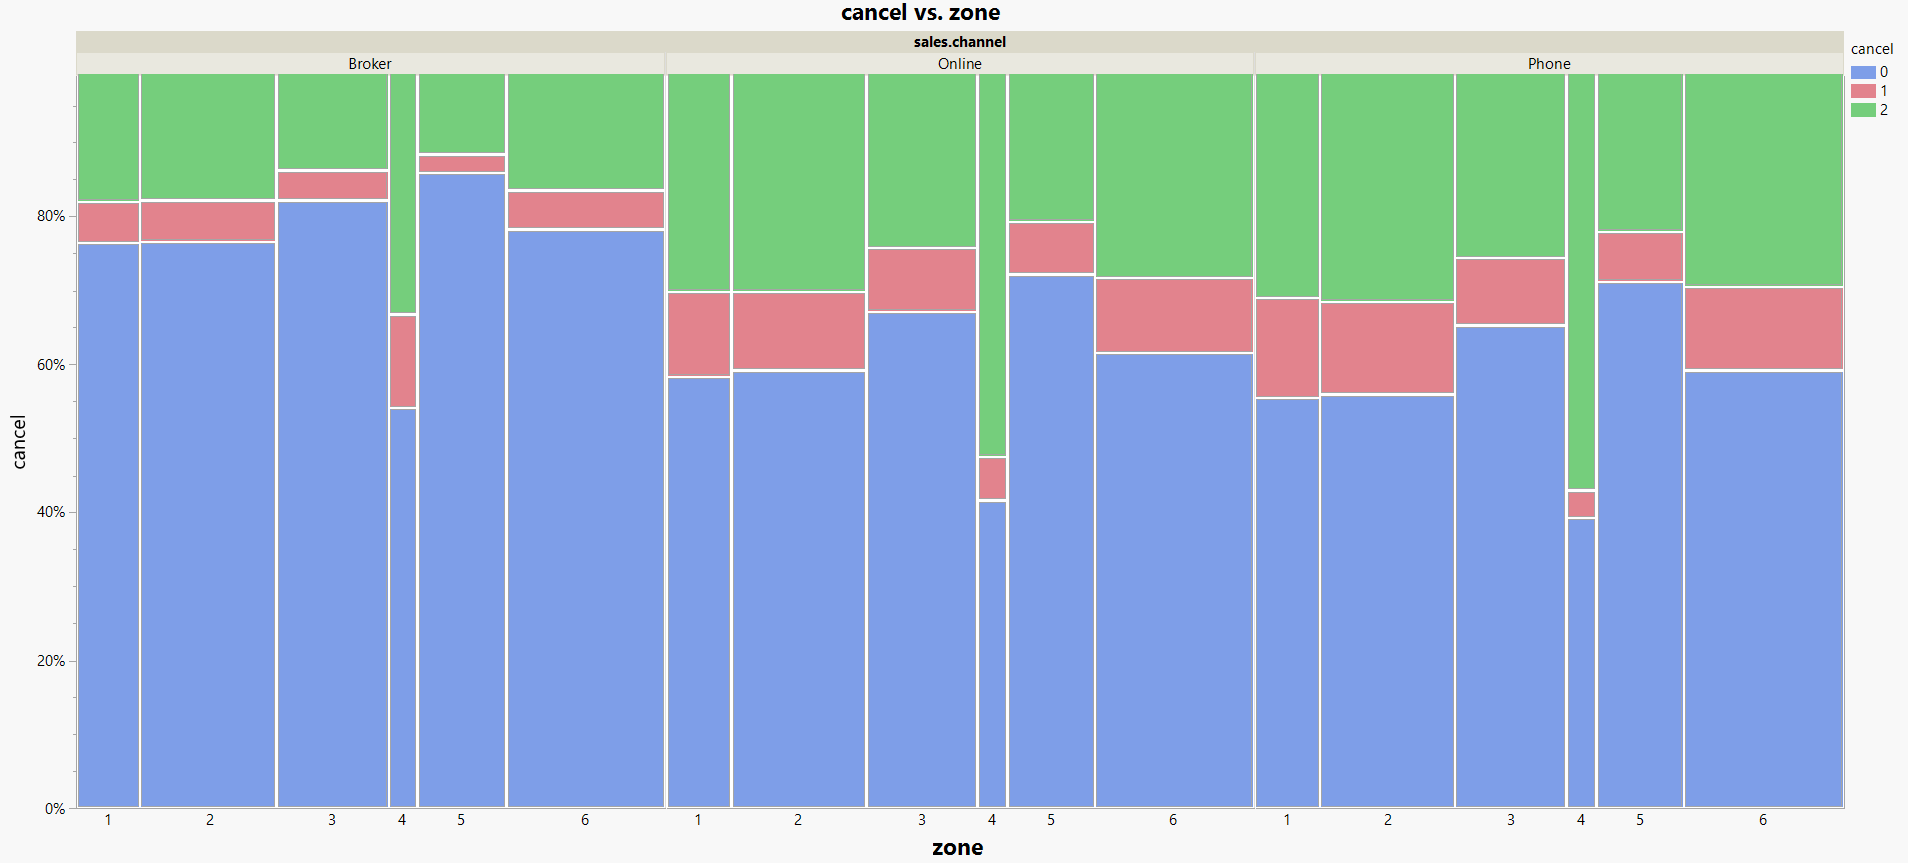 cancel vs. zone
sales.channel
Broker Online Phone
cancel
0
1
2
80%
60%
40%
20%
0%
cancel
1 2 3 4 5 6 1 2 3 4 5 6 1 2 3 4 5 6
zone